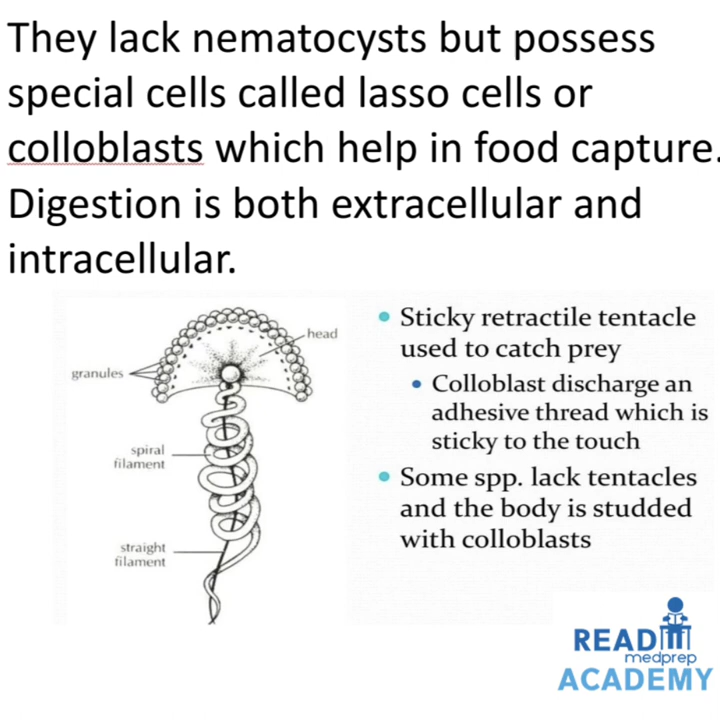 They lack nematocysts but possess
special cells called lasso cells or
colloblasts which help in food capture.
Digestion is both extracellular and
intracellular.
head
granules
spiral
filament
straight
filament
• Sticky retractile tentacle
used to catch prey
• Colloblast discharge an
adhesive thread which is
sticky to the touch
• Some spp. lack tentacles
and the body is studded
with colloblasts
READ
medprep
ACADEMY